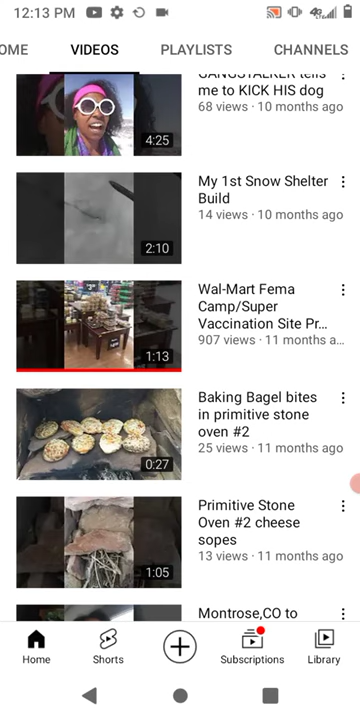 12:13 PM
4G
OME VIDEOS PLAYLISTS CHANNELS
GANGSTALKER tells
me to KICK HIS dog
68 views · 10 months ago
4:25
My 1st Snow Shelter
Build
14 views · 10 months ago
2:10
Wal-Mart Fema
Camp/Super
Vaccination Site Pr...
907 views · 11 months a...
1:13
Baking Bagel bites
in primitive stone
oven #2
25 views · 11 months ago
0:27
Primitive Stone
Oven #2 cheese
sopes
13 views · 11 months ago
1:05
Montrose,CO to
Home Shorts Subscriptions Library